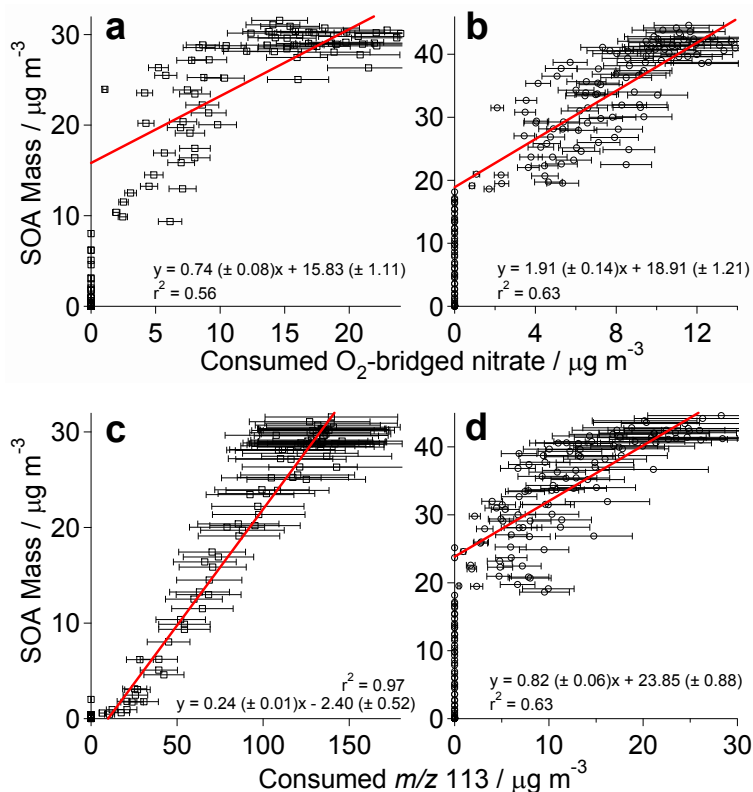 a
b
SOA Mass / μg m⁻³
30
20
10
0
40
30
20
10
0
y = 0.74 (± 0.08)x + 15.83 (± 1.11)
r² = 0.56
y = 1.91 (± 0.14)x + 18.91 (± 1.21)
r² = 0.63
0 5 10 15 20
0 4 8 12
Consumed O₂-bridged nitrate / μg m⁻³
c
d
SOA Mass / μg m⁻³
30
20
10
0
40
30
20
10
0
r² = 0.97
y = 0.24 (± 0.01)x - 2.40 (± 0.52)
y = 0.82 (± 0.06)x + 23.85 (± 0.88)
r² = 0.63
0 50 100 150
0 10 20 30
Consumed m/z 113 / μg m⁻³